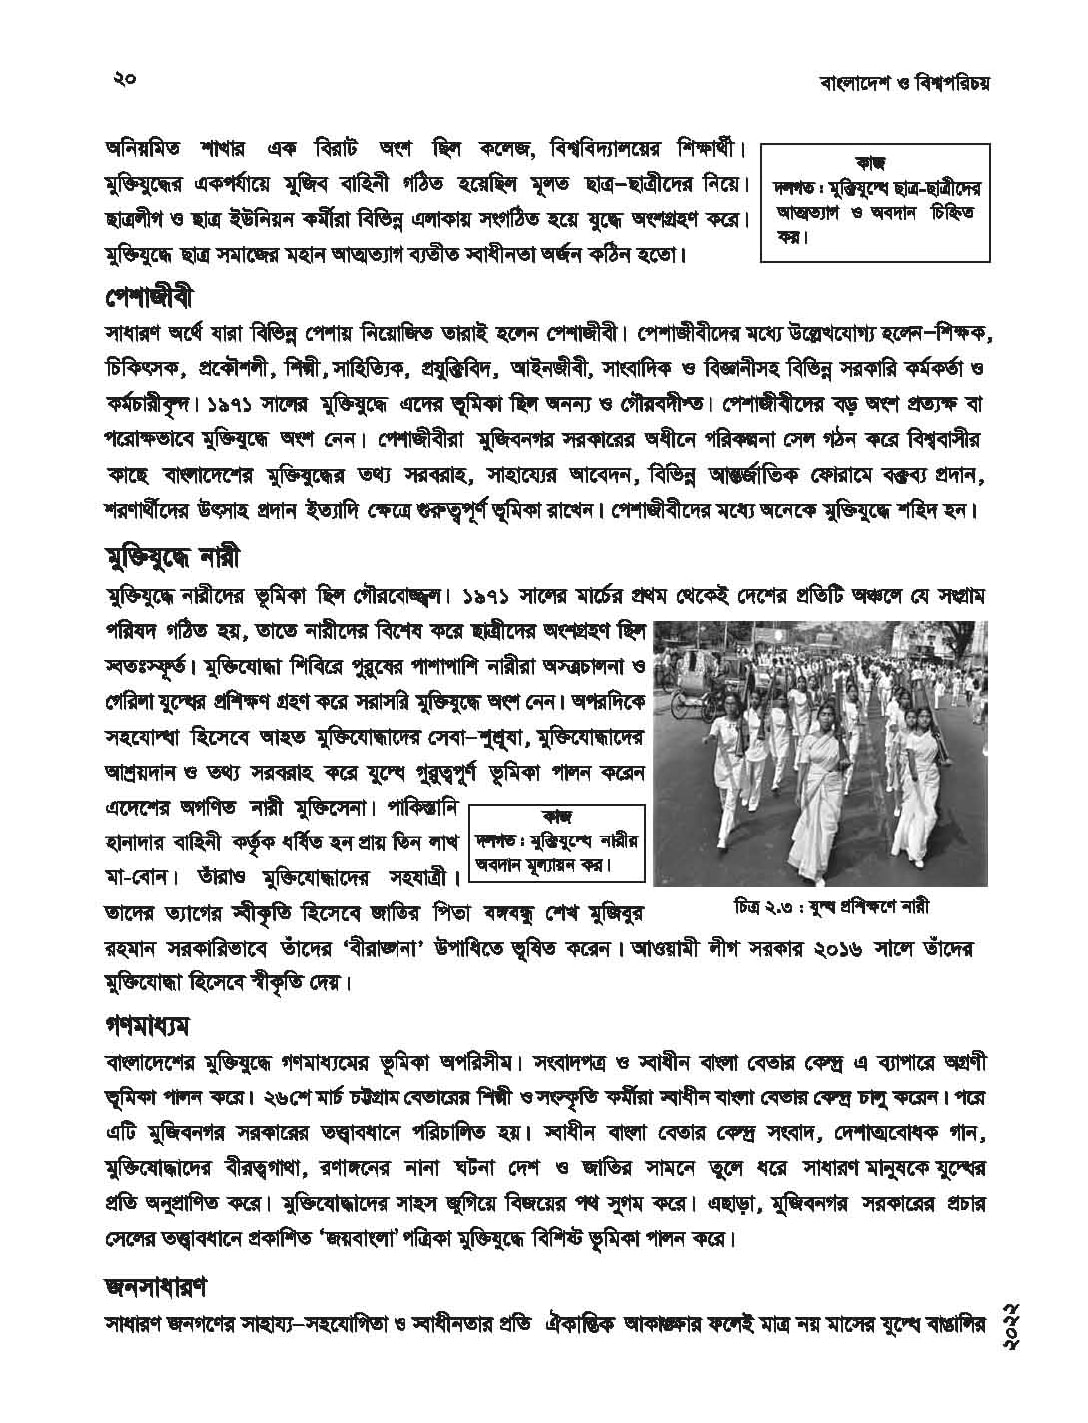 ২০
বাংলাদেশ ও বিশ্বপরিচয়
অনিয়মিত শাখার এক বিরাট অংশ ছিল কলেজ, বিশ্ববিদ্যালয়ের শিক্ষার্থী।
মুক্তিযুদ্ধের একপর্যায়ে মুজিব বাহিনী গঠিত হয়েছিল মূলত ছাত্র-ছাত্রীদের নিয়ে।
ছাত্রলীগ ও ছাত্র ইউনিয়ন কর্মীরা বিভিন্ন এলাকায় সংগঠিত হয়ে যুদ্ধে অংশগ্রহণ করে।
মুক্তিযুদ্ধে ছাত্র সমাজের মহান আত্মত্যাগ ব্যতীত স্বাধীনতা অর্জন কঠিন হতো।
কাজ
দলগত : মুক্তিযুদ্ধে ছাত্র-ছাত্রীদের
আত্মত্যাগ ও অবদান চিহ্নিত
কর।
পেশাজীবী
সাধারণ অর্থে যারা বিভিন্ন পেশায় নিয়োজিত তারাই হলেন পেশাজীবী। পেশাজীবীদের মধ্যে উল্লেখযোগ্য হলেন–শিক্ষক,
চিকিৎসক, প্রকৌশলী, শিল্পী, সাহিত্যিক, প্রযুক্তিবিদ, আইনজীবী, সাংবাদিক ও বিজ্ঞানীসহ বিভিন্ন সরকারি কর্মকর্তা ও
কর্মচারীবৃন্দ। ১৯৭১ সালের মুক্তিযুদ্ধে এদের ভূমিকা ছিল অনন্য ও গৌরবদীপ্ত। পেশাজীবীদের বড় অংশ প্রত্যক্ষ বা
পরোক্ষভাবে মুক্তিযুদ্ধে অংশ নেন। পেশাজীবীরা মুজিবনগর সরকারের অধীনে পরিকল্পনা সেল গঠন করে বিশ্ববাসীর
কাছে বাংলাদেশের মুক্তিযুদ্ধের তথ্য সরবরাহ, সাহায্যের আবেদন, বিভিন্ন আন্তর্জাতিক ফোরামে বক্তব্য প্রদান,
শরণার্থীদের উৎসাহ প্রদান ইত্যাদি ক্ষেত্রে গুরুত্বপূর্ণ ভূমিকা রাখেন। পেশাজীবীদের মধ্যে অনেকে মুক্তিযুদ্ধে শহিদ হন।
মুক্তিযুদ্ধে নারী
মুক্তিযুদ্ধে নারীদের ভূমিকা ছিল গৌরবোজ্জ্বল। ১৯৭১ সালের মার্চের প্রথম থেকেই দেশের প্রতিটি অঞ্চলে যে সংগ্রাম
পরিষদ গঠিত হয়, তাতে নারীদের বিশেষ করে ছাত্রীদের অংশগ্রহণ ছিল
স্বতঃস্ফূর্ত। মুক্তিযোদ্ধা শিবিরে পুরুষের পাশাপাশি নারীরা অস্ত্রচালনা ও
গেরিলা যুদ্ধের প্রশিক্ষণ গ্রহণ করে সরাসরি মুক্তিযুদ্ধে অংশ নেন। অপরদিকে
সহযোদ্ধা হিসেবে আহত মুক্তিযোদ্ধাদের সেবা-শুশ্রূষা, মুক্তিযোদ্ধাদের
আশ্রয়দান ও তথ্য সরবরাহ করে যুদ্ধে গুরুত্বপূর্ণ ভূমিকা পালন করেন
এদেশের অগণিত নারী মুক্তিসেনা। পাকিস্তানি
হানাদার বাহিনী কর্তৃক ধর্ষিত হন প্রায় তিন লাখ
মা-বোন। তাঁরাও মুক্তিযোদ্ধাদের সহযাত্রী।
কাজ
দলগত : মুক্তিযুদ্ধে নারীর
অবদান মূল্যায়ন কর।
চিত্র ২.৩ : যুদ্ধ প্রশিক্ষণে নারী
তাদের ত্যাগের স্বীকৃতি হিসেবে জাতির পিতা বঙ্গবন্ধু শেখ মুজিবুর
রহমান সরকারিভাবে তাঁদের ‘বীরাঙ্গনা’ উপাধিতে ভূষিত করেন। আওয়ামী লীগ সরকার ২০১৬ সালে তাঁদের
মুক্তিযোদ্ধা হিসেবে স্বীকৃতি দেয়।
গণমাধ্যম
বাংলাদেশের মুক্তিযুদ্ধে গণমাধ্যমের ভূমিকা অপরিসীম। সংবাদপত্র ও স্বাধীন বাংলা বেতার কেন্দ্র এ ব্যাপারে অগ্রণী
ভূমিকা পালন করে। ২৬শে মার্চ চট্টগ্রাম বেতারের শিল্পী ও সংস্কৃতি কর্মীরা স্বাধীন বাংলা বেতার কেন্দ্র চালু করেন। পরে
এটি মুজিবনগর সরকারের তত্ত্বাবধানে পরিচালিত হয়। স্বাধীন বাংলা বেতার কেন্দ্র সংবাদ, দেশাত্মবোধক গান,
মুক্তিযোদ্ধাদের বীরত্বগাথা, রণাঙ্গনের নানা ঘটনা দেশ ও জাতির সামনে তুলে ধরে সাধারণ মানুষকে যুদ্ধের
প্রতি অনুপ্রাণিত করে। মুক্তিযোদ্ধাদের সাহস জুগিয়ে বিজয়ের পথ সুগম করে। এছাড়া, মুজিবনগর সরকারের প্রচার
সেলের তত্ত্বাবধানে প্রকাশিত ‘জয়বাংলা’ পত্রিকা মুক্তিযুদ্ধে বিশিষ্ট ভূমিকা পালন করে।
জনসাধারণ
সাধারণ জনগণের সাহায্য-সহযোগিতা ও স্বাধীনতার প্রতি ঐকান্তিক আকাঙ্ক্ষার ফলেই মাত্র নয় মাসের যুদ্ধে বাঙালির
২০২২